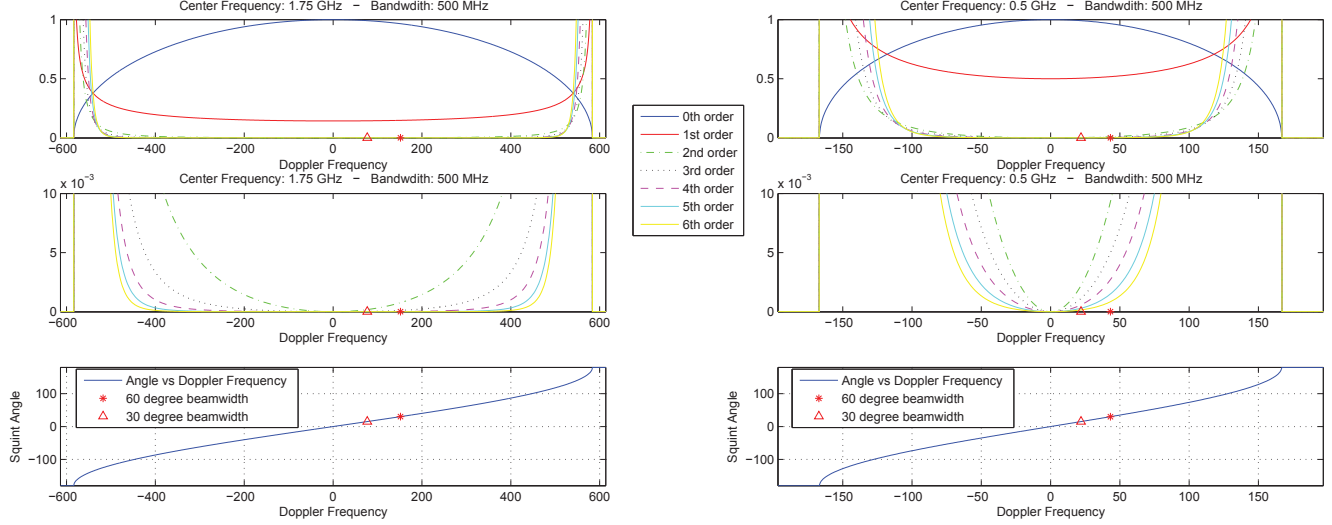 Center Frequency: 1.75 GHz − Bandwdith: 500 MHz
1
0.5
0
−600 −400 −200 0 200 400 600
Doppler Frequency
Center Frequency: 0.5 GHz − Bandwdith: 500 MHz
1
0.5
0
−150 −100 −50 0 50 100 150
Doppler Frequency
0th order
1st order
2nd order
3rd order
4th order
5th order
6th order
x 10−3
Center Frequency: 1.75 GHz − Bandwdith: 500 MHz
10
5
0
−600 −400 −200 0 200 400 600
Doppler Frequency
x 10−3
Center Frequency: 0.5 GHz − Bandwdith: 500 MHz
10
5
0
−150 −100 −50 0 50 100 150
Doppler Frequency
Squint Angle
100
0
−100
Angle vs Doppler Frequency
60 degree beamwidth
30 degree beamwidth
−600 −400 −200 0 200 400 600
Doppler Frequency
Squint Angle
100
0
−100
Angle vs Doppler Frequency
60 degree beamwidth
30 degree beamwidth
−150 −100 −50 0 50 100 150
Doppler Frequency